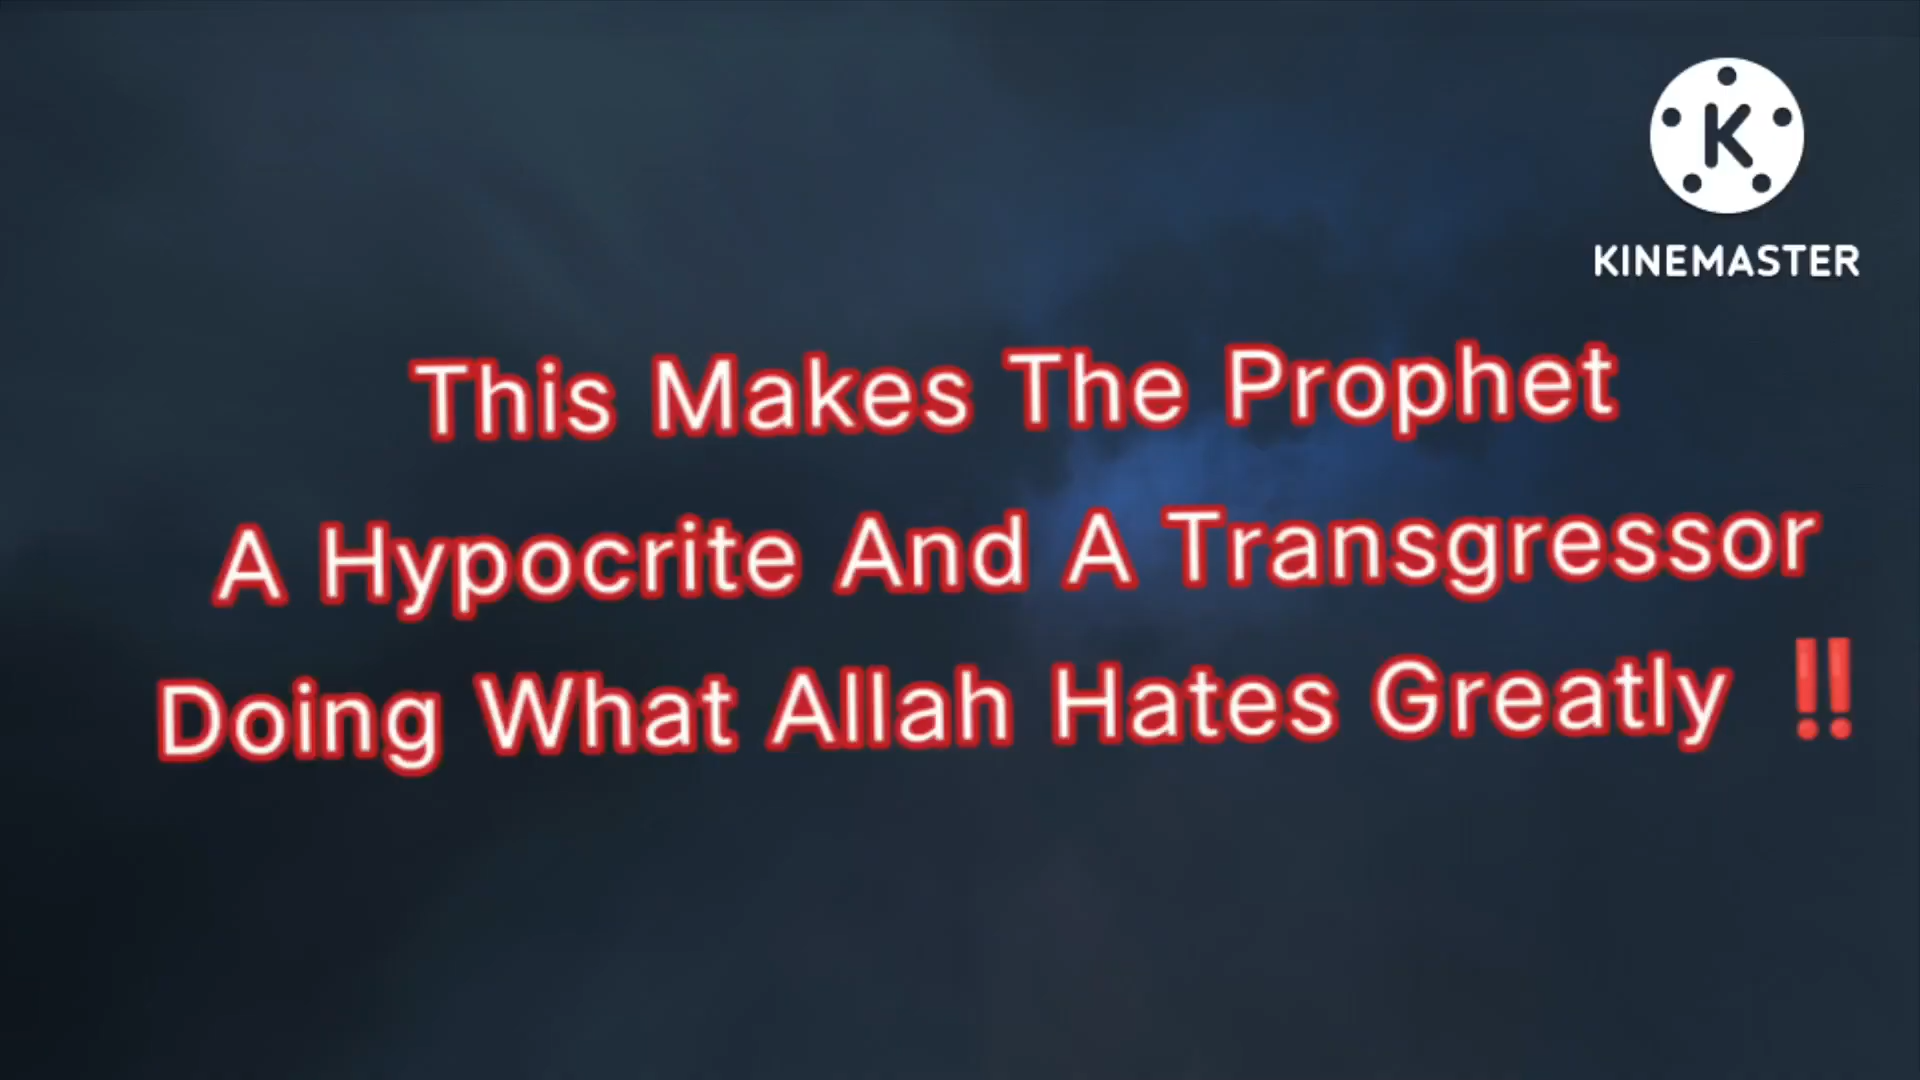 K
KINEMASTER
This Makes The Prophet
A Hypocrite And A Transgressor
Doing What Allah Hates Greatly ‼